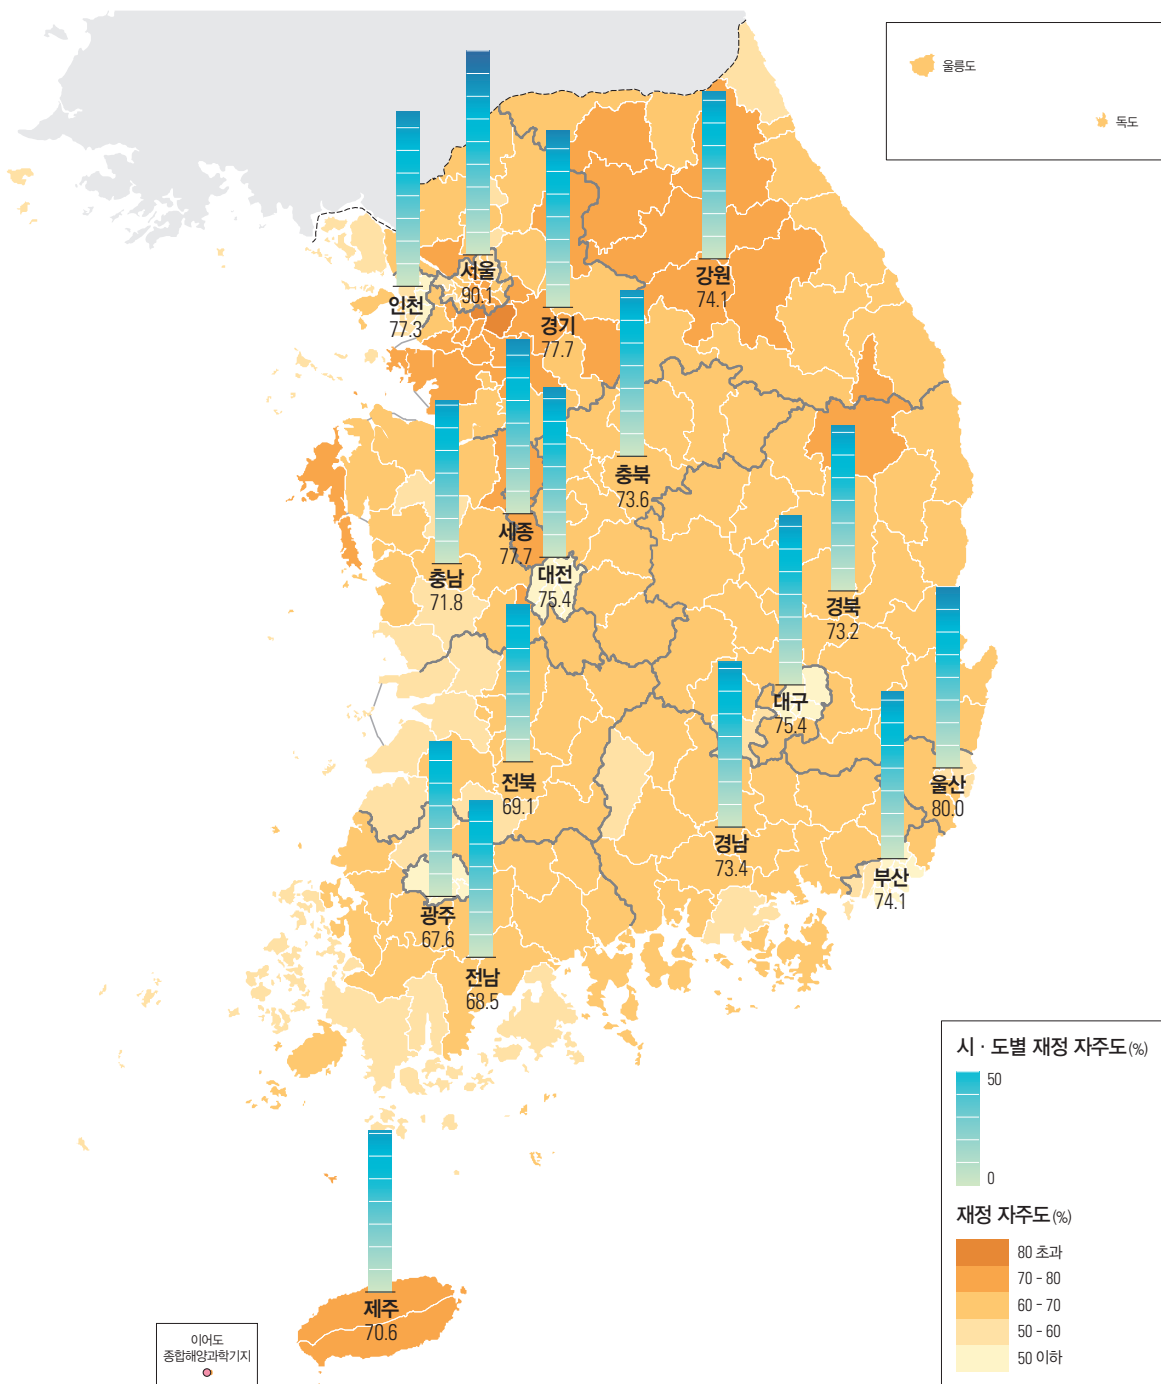 울릉도
독도
서울
90.1
인천
77.3
경기
77.7
강원
74.1
충북
73.6
세종
77.7
대전
75.4
충남
71.8
경북
73.2
대구
75.4
울산
80.0
전북
69.1
경남
73.4
부산
74.1
광주
67.6
전남
68.5
제주
70.6
이어도
종합해양과학기지
시 · 도별 재정 자주도(%)
50
0
재정 자주도(%)
80 초과
70 - 80
60 - 70
50 - 60
50 이하